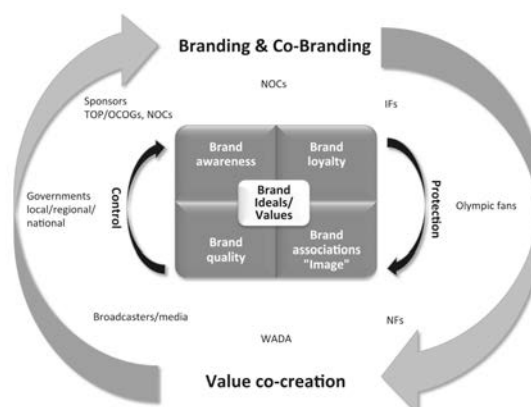 Branding & Co-Branding
NOCs
Sponsors
TOP/OCOGs, NOCs
IFs
Brand
awareness
Brand
loyalty
Brand
Ideals/
Values
Governments
local/regional/
national
Control
Protection
Olympic fans
Brand
quality
Brand
associations
"Image"
Broadcasters/media
NFs
WADA
Value co-creation